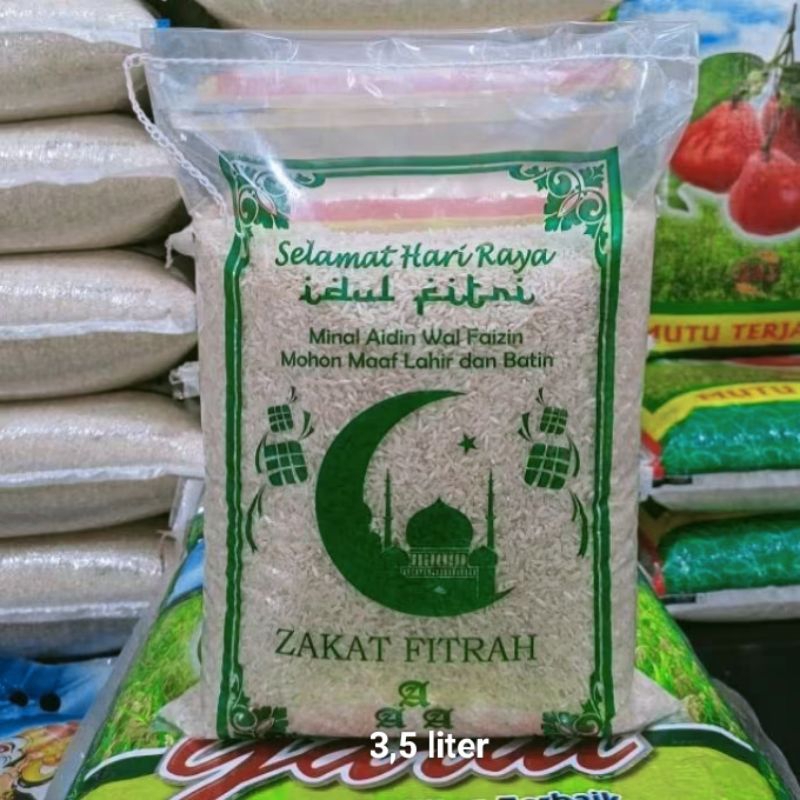 Selamat Hari Raya
idul fitri
Minal Aidin Wal Faizin
Mohon Maaf Lahir dan Batin
ZAKAT FITRAH
A
A A
3,5 liter
MUTU TERJA
MUTU
Terbaik